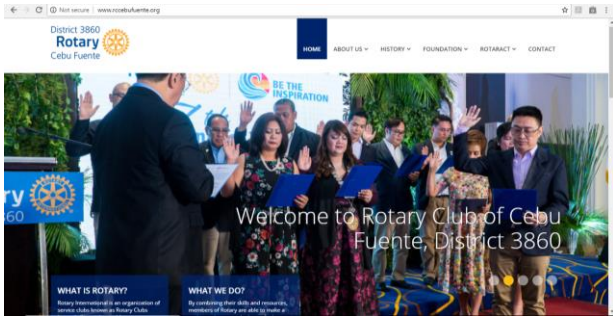 Not secure | www.rccebufuente.org
District 3860
Rotary
Cebu Fuente
HOME
ABOUT US
HISTORY
FOUNDATION
ROTARACT
CONTACT
BE THE
INSPIRATION
ry
860
Welcome to Rotary Club of Cebu
Fuente, District 3860
WHAT IS ROTARY?
Rotary International is an organization of
service clubs known as Rotary Clubs
WHAT WE DO?
By combining their skills and resources,
members of Rotary are able to make a